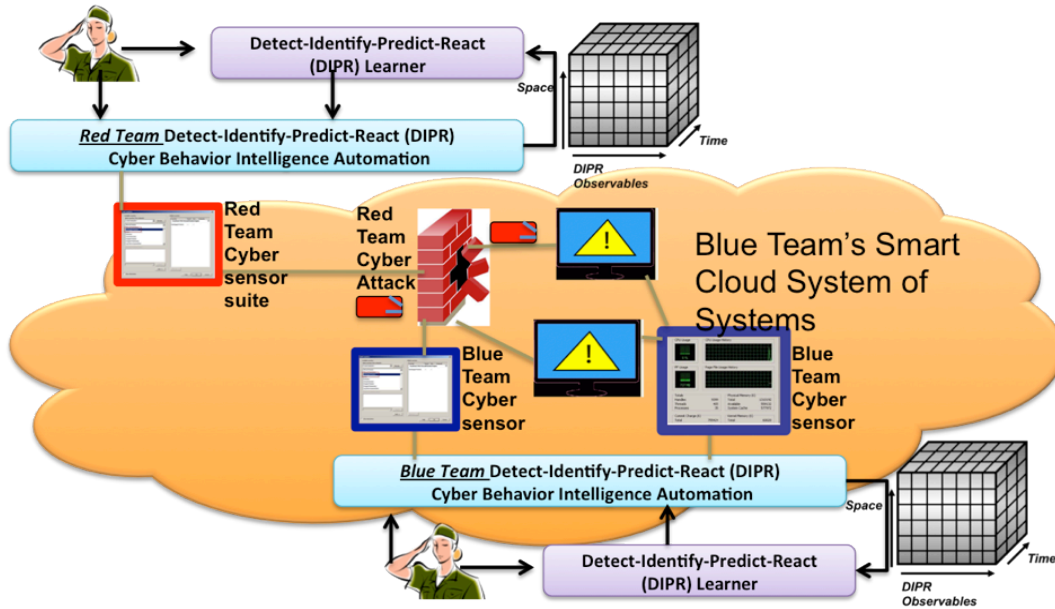 Detect-Identify-Predict-React
(DIPR) Learner
Space
Time
DIPR
Observables
Red Team Detect-Identify-Predict-React (DIPR)
Cyber Behavior Intelligence Automation
Red
Team
Cyber
sensor
suite
Red
Team
Cyber
Attack
!
Blue Team’s Smart
Cloud System of
Systems
!
Blue
Team
Cyber
sensor
Blue
Team
Cyber
sensor
Blue Team Detect-Identify-Predict-React (DIPR)
Cyber Behavior Intelligence Automation
Space
Time
DIPR
Observables
Detect-Identify-Predict-React
(DIPR) Learner